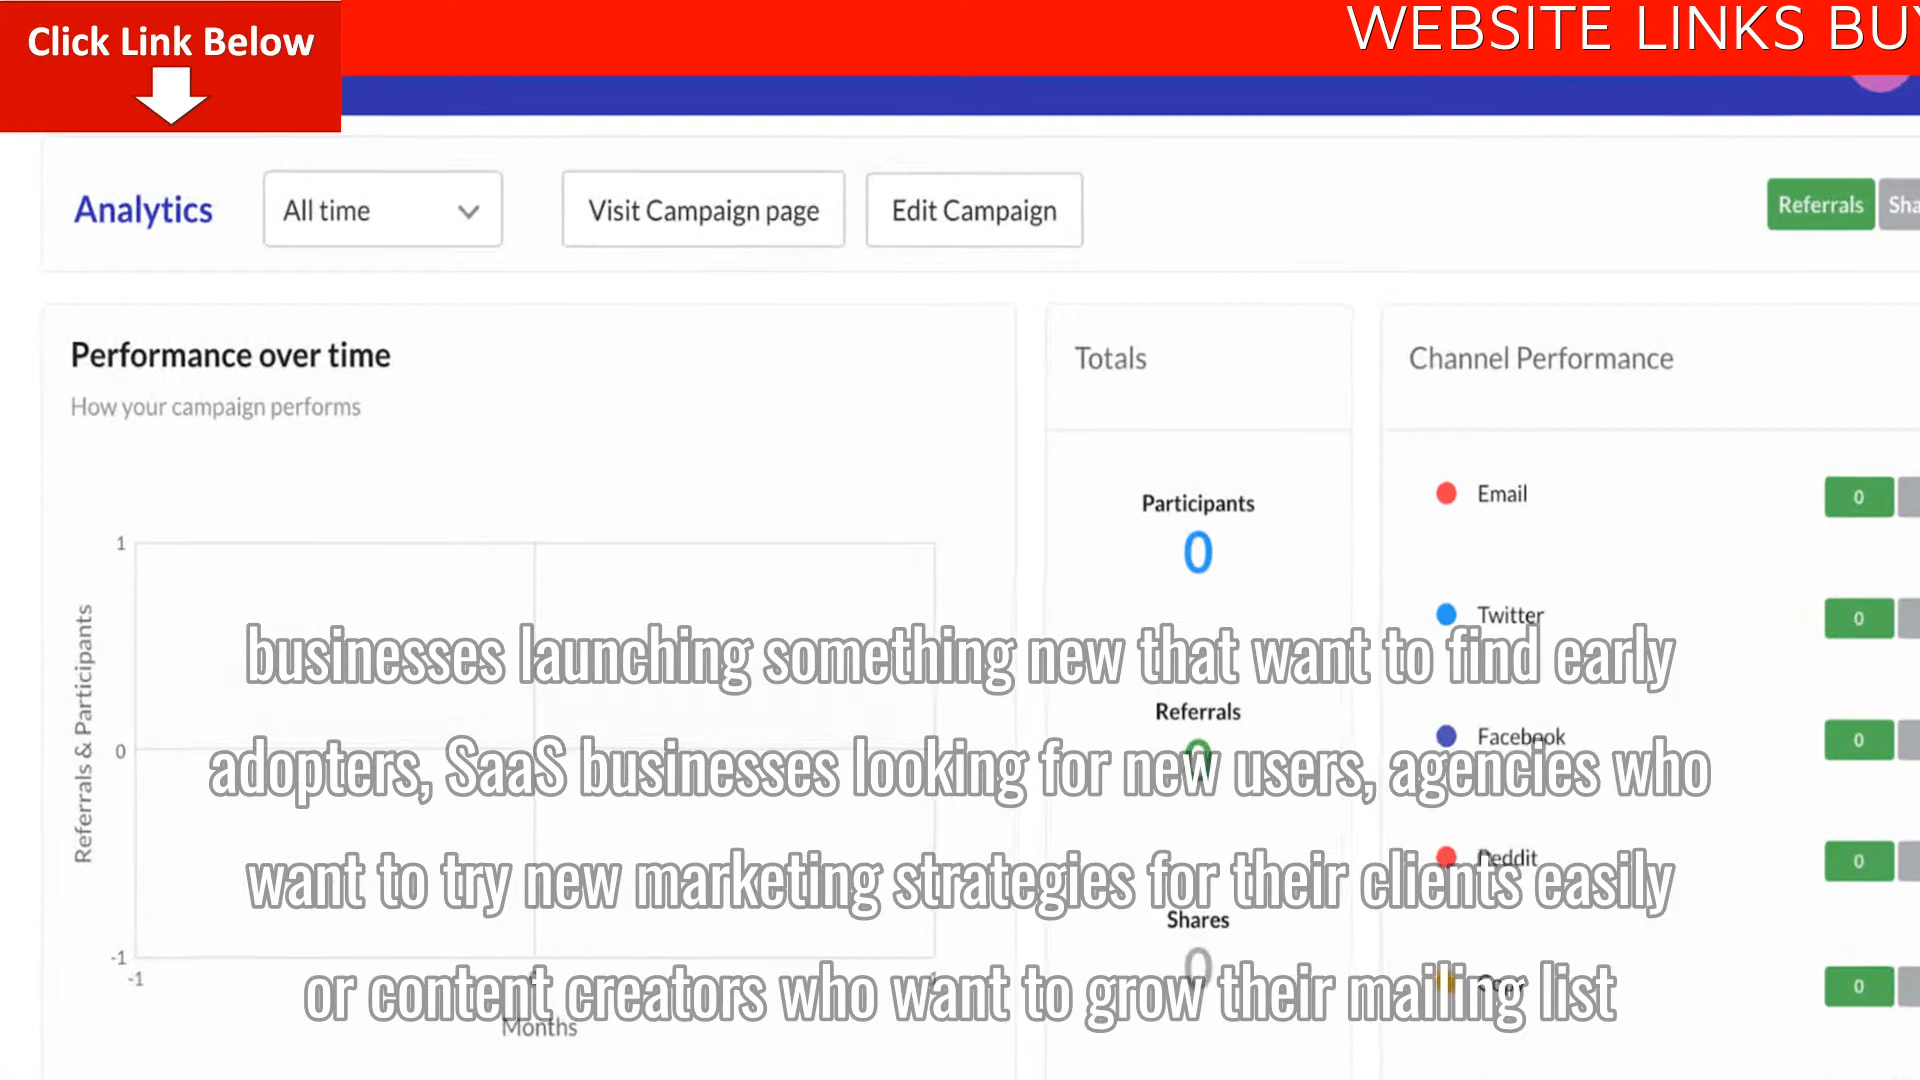 Click Link Below
WEBSITE LINKS
Analytics
All time
Visit Campaign page
Edit Campaign
Referrals
Performance over time
How your campaign performs
Totals
Channel Performance
Participants
0
Email
0
Twitter
0
Referrals
0
Facebook
0
Reddit
0
Shares
0
0
1
0
-1
-1
Referrals & Participants
Months
businesses launching something new that want to find early
adopters, SaaS businesses looking for new users, agencies who
want to try new marketing strategies for their clients easily
or content creators who want to grow their mailing list